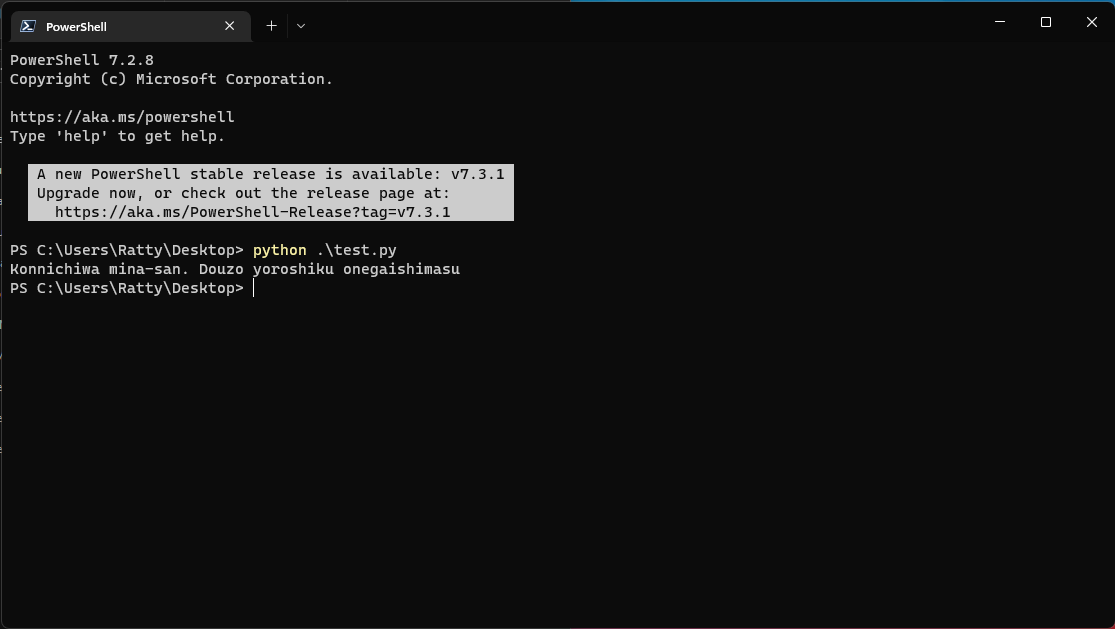 PowerShell
PowerShell 7.2.8
Copyright (c) Microsoft Corporation.
https://aka.ms/powershell
Type 'help' to get help.
A new PowerShell stable release is available: v7.3.1
Upgrade now, or check out the release page at:
https://aka.ms/PowerShell-Release?tag=v7.3.1
PS C:\Users\Ratty\Desktop> python .\test.py
Konnichiwa mina-san. Douzo yoroshiku onegaishimasu
PS C:\Users\Ratty\Desktop>